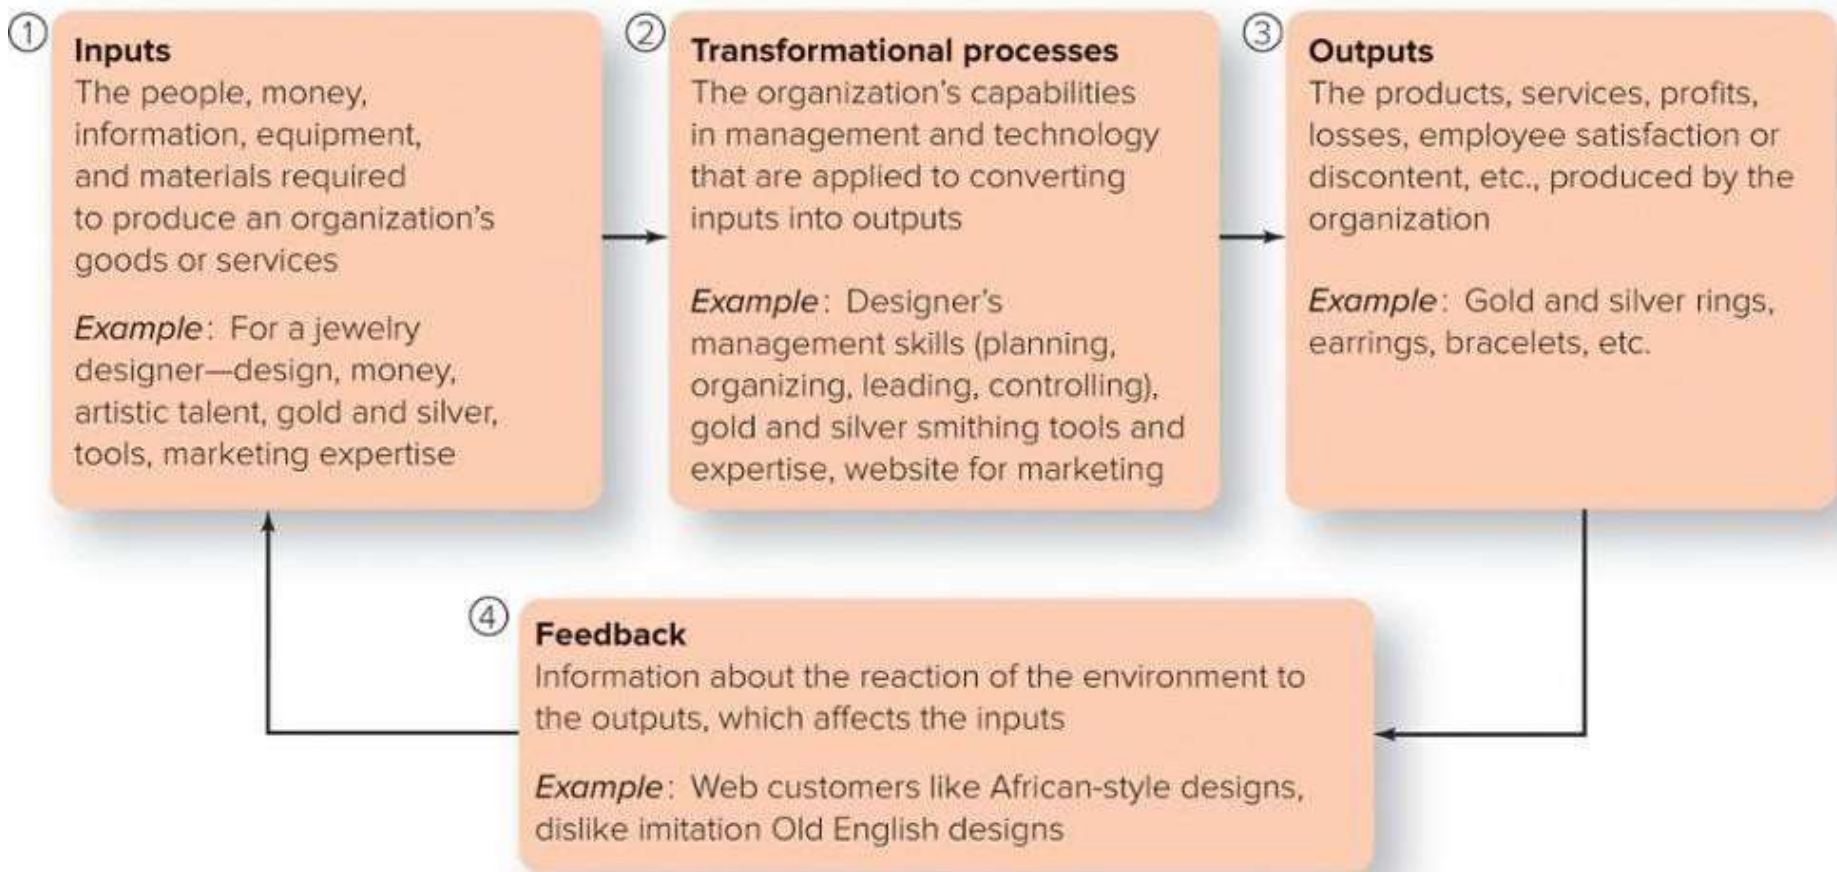 ①
Inputs
The people, money,
information, equipment,
and materials required
to produce an organization's
goods or services
Example: For a jewelry
designer—design, money,
artistic talent, gold and silver,
tools, marketing expertise
②
Transformational processes
The organization's capabilities
in management and technology
that are applied to converting
inputs into outputs
Example: Designer's
management skills (planning,
organizing, leading, controlling),
gold and silver smithing tools and
expertise, website for marketing
③
Outputs
The products, services, profits,
losses, employee satisfaction or
discontent, etc., produced by the
organization
Example: Gold and silver rings,
earrings, bracelets, etc.
④
Feedback
Information about the reaction of the environment to
the outputs, which affects the inputs
Example: Web customers like African-style designs,
dislike imitation Old English designs